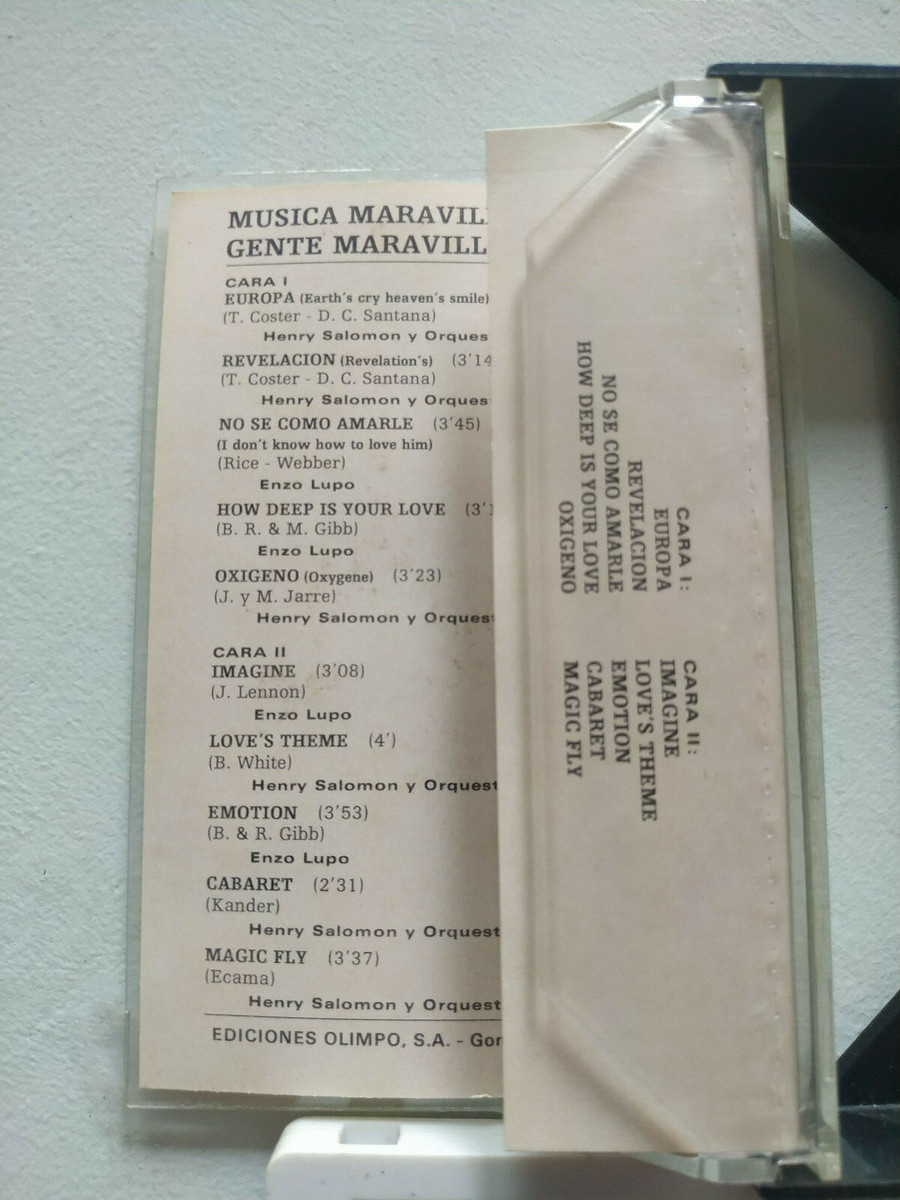 MUSICA MARAVIL
GENTE MARAVILL
CARA I
EUROPA (Earth's cry heaven's smile)
(T. Coster - D. C. Santana)
Henry Salomon y Orques
REVELACION (Revelation's) (3'14
(T. Coster - D. C. Santana)
Henry Salomon y Orques
NO SE COMO AMARLE (3'45)
(I don't know how to love him)
(Rice - Webber)
Enzo Lupo
HOW DEEP IS YOUR LOVE (3'1
(B. R. & M. Gibb)
Enzo Lupo
OXIGENO (Oxygene) (3'23)
(J. y M. Jarre)
Henry Salomon y Orquest
CARA II
IMAGINE (3'08)
(J. Lennon)
Enzo Lupo
LOVE'S THEME (4')
(B. White)
Henry Salomon y Orquest
EMOTION (3'53)
(B. & R. Gibb)
Enzo Lupo
CABARET (2'31)
(Kander)
Henry Salomon y Orquest
MAGIC FLY (3'37)
(Ecama)
Henry Salomon y Orquest
EDICIONES OLIMPO, S.A. - Gor
CARA I:
EUROPA
REVELACION
NO SE COMO AMARLE
HOW DEEP IS YOUR LOVE
OXIGENO
CARA II:
IMAGINE
LOVE'S THEME
EMOTION
CABARET
MAGIC FLY